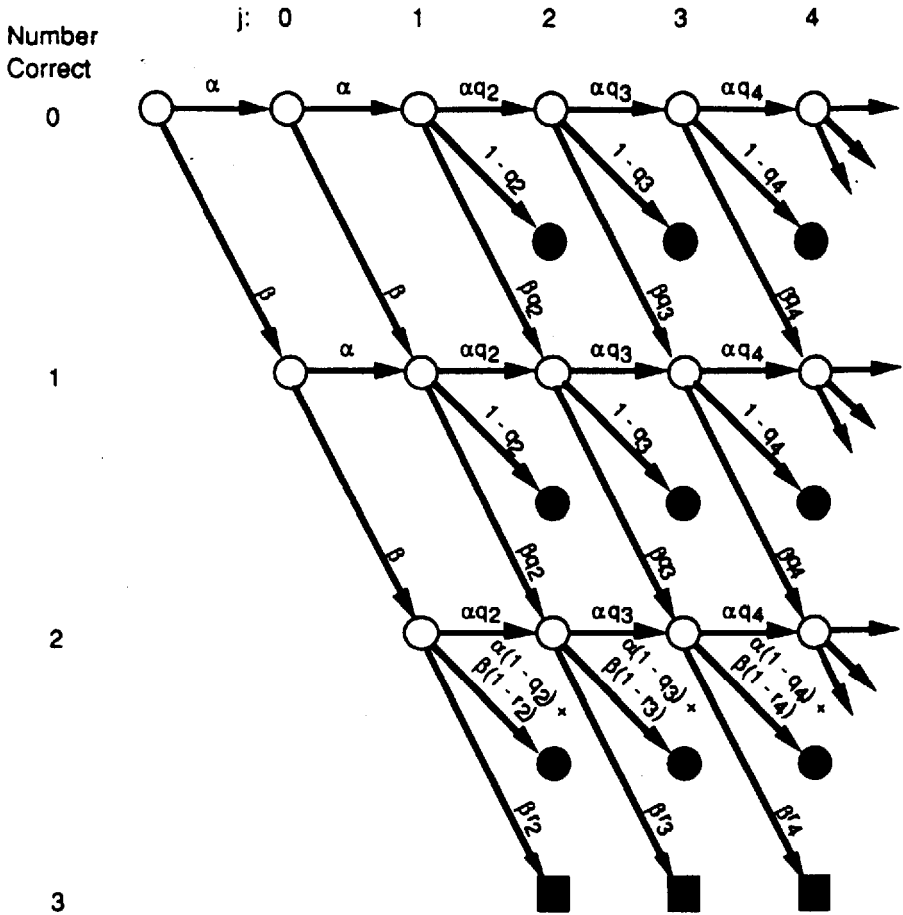 j: 0 1 2 3 4
Number
Correct
α α αq2 αq3 αq4
0
1 - q2 1 - q3 1 - q4
β β βq2 βq3 βq4
α αq2 αq3 αq4
1
1 - q2 1 - q3 1 - q4
β βq2 βq3 βq4
αq2 αq3 αq4
2
α(1 - q2) × α(1 - q3) × α(1 - q4) ×
β(1 - r2) β(1 - r3) β(1 - r4)
βr2 βr3 βr4
3